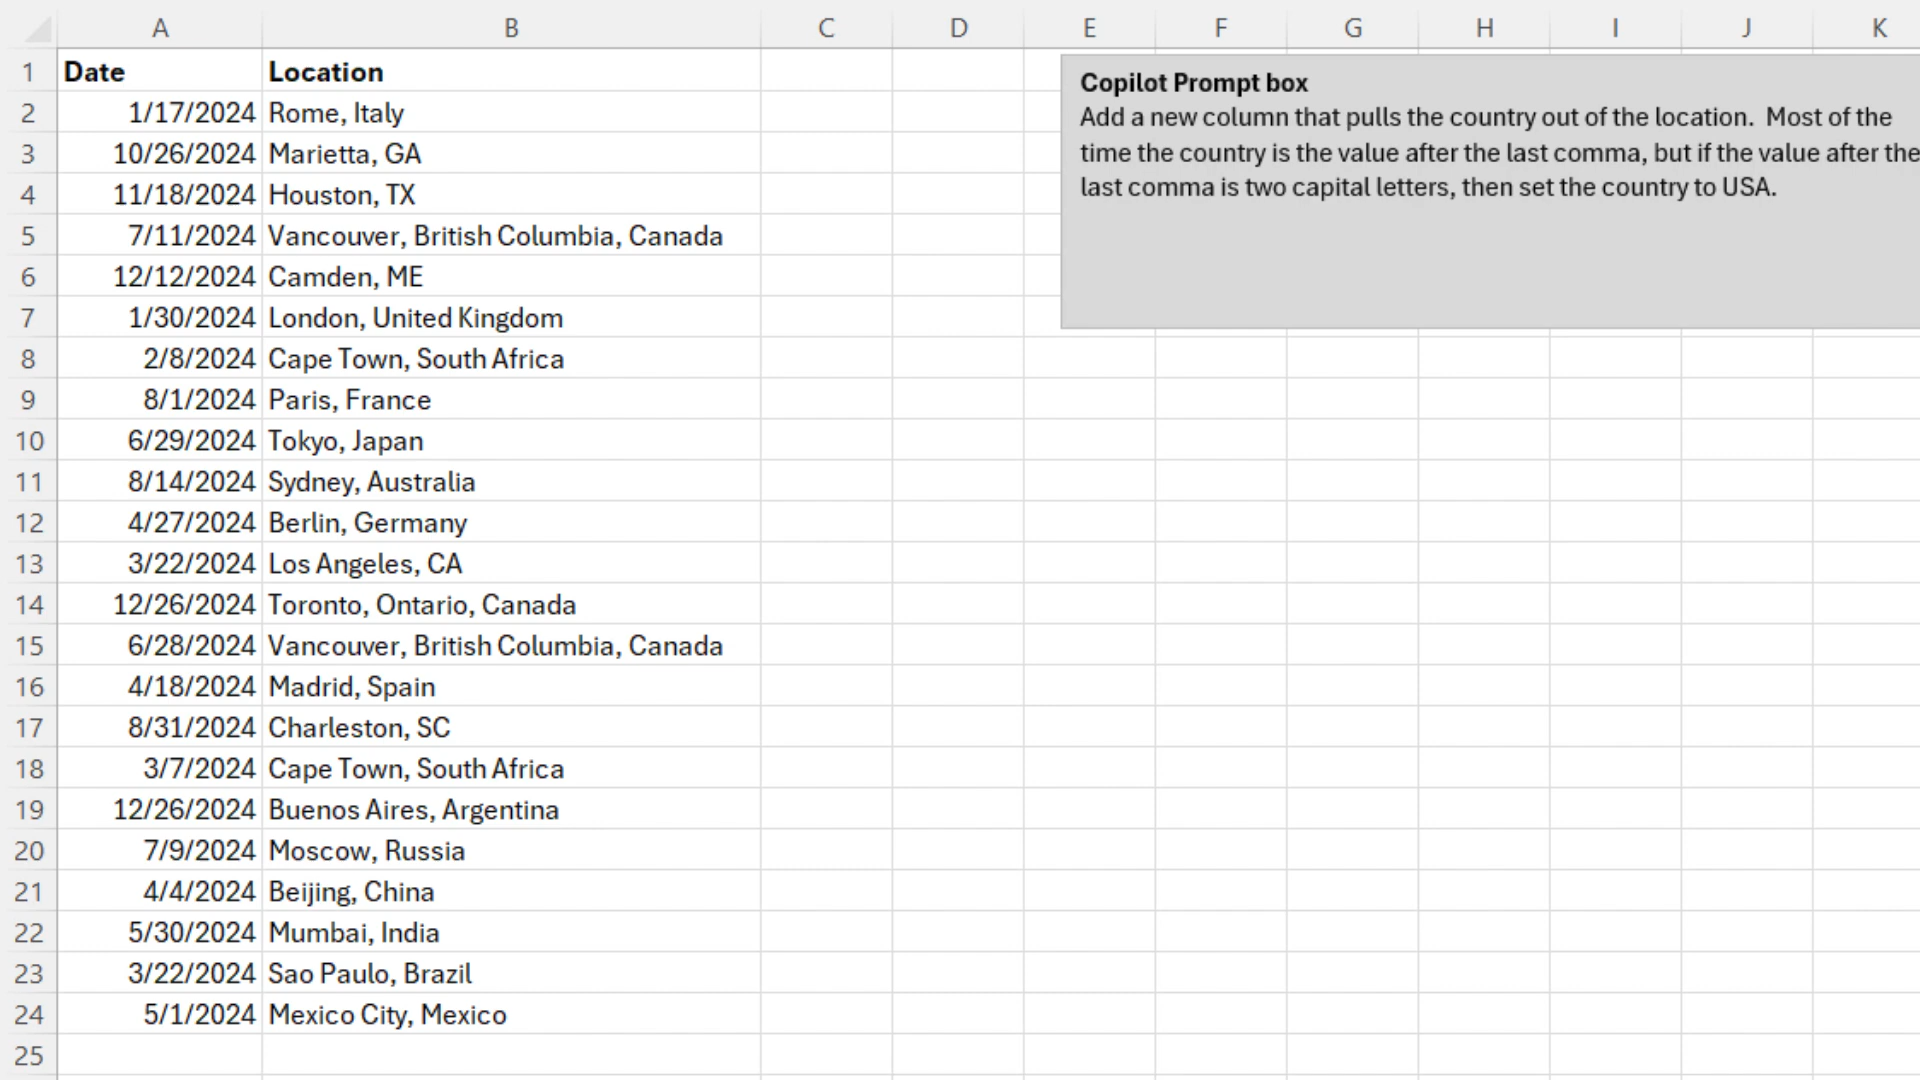 A B C D E F G H I J K
1 Date Location
2 1/17/2024 Rome, Italy
3 10/26/2024 Marietta, GA
4 11/18/2024 Houston, TX
5 7/11/2024 Vancouver, British Columbia, Canada
6 12/12/2024 Camden, ME
7 1/30/2024 London, United Kingdom
8 2/8/2024 Cape Town, South Africa
9 8/1/2024 Paris, France
10 6/29/2024 Tokyo, Japan
11 8/14/2024 Sydney, Australia
12 4/27/2024 Berlin, Germany
13 3/22/2024 Los Angeles, CA
14 12/26/2024 Toronto, Ontario, Canada
15 6/28/2024 Vancouver, British Columbia, Canada
16 4/18/2024 Madrid, Spain
17 8/31/2024 Charleston, SC
18 3/7/2024 Cape Town, South Africa
19 12/26/2024 Buenos Aires, Argentina
20 7/9/2024 Moscow, Russia
21 4/4/2024 Beijing, China
22 5/30/2024 Mumbai, India
23 3/22/2024 Sao Paulo, Brazil
24 5/1/2024 Mexico City, Mexico
25
Copilot Prompt box
Add a new column that pulls the country out of the location.  Most of the
time the country is the value after the last comma, but if the value after the
last comma is two capital letters, then set the country to USA.